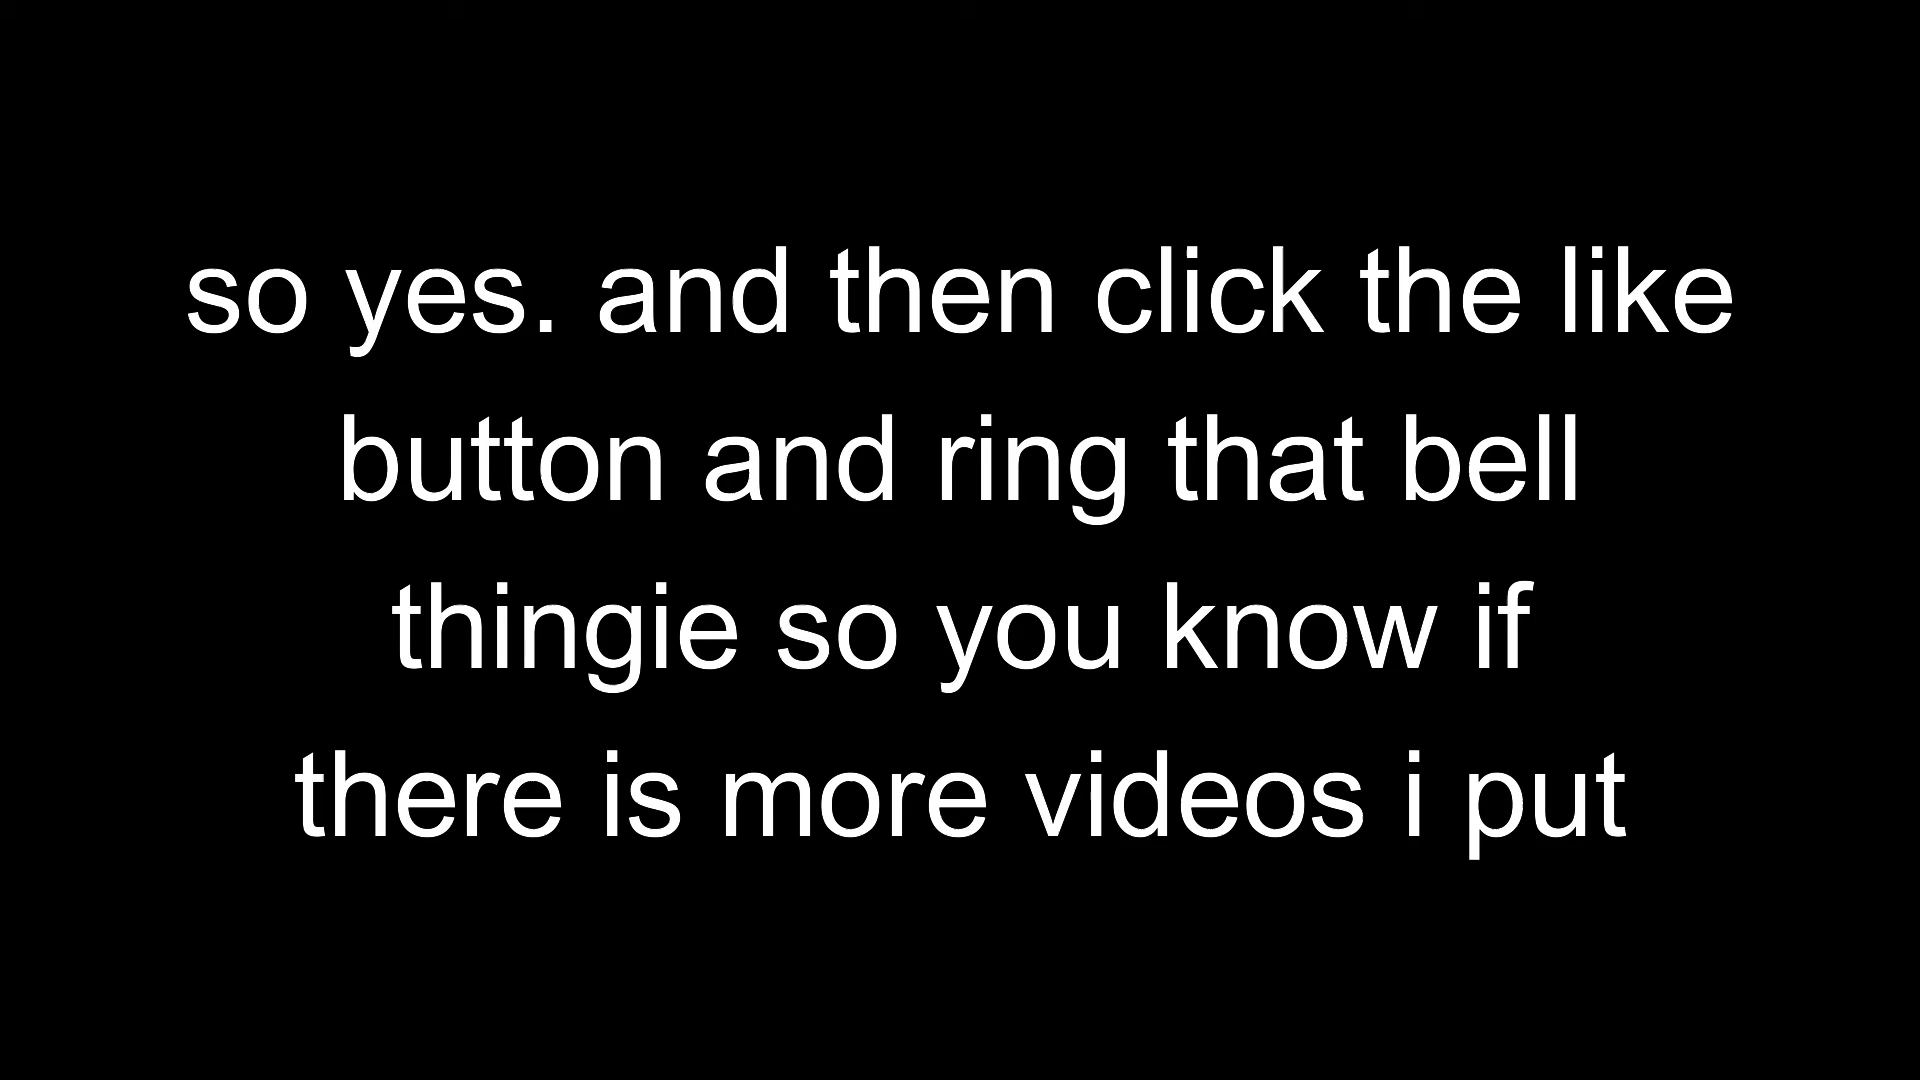 so yes. and then click the like
button and ring that bell
thingie so you know if
there is more videos i put